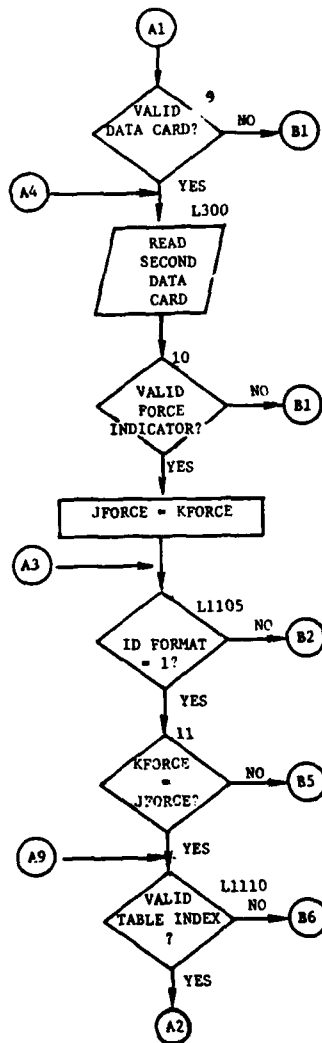 A1
9
VALID
DATA CARD?
NO
B1
A4
YES
L300
READ
SECOND
DATA
CARD
10
VALID
FORCE
INDICATOR?
NO
B1
YES
JFORCE = KFORCE
A3
L1105
ID FORMAT
= 1?
NO
B2
YES
11
KFORCE
=
JFORCE?
NO
B5
A9
YES
L1110
VALID
TABLE INDEX
?
NO
B6
YES
A2